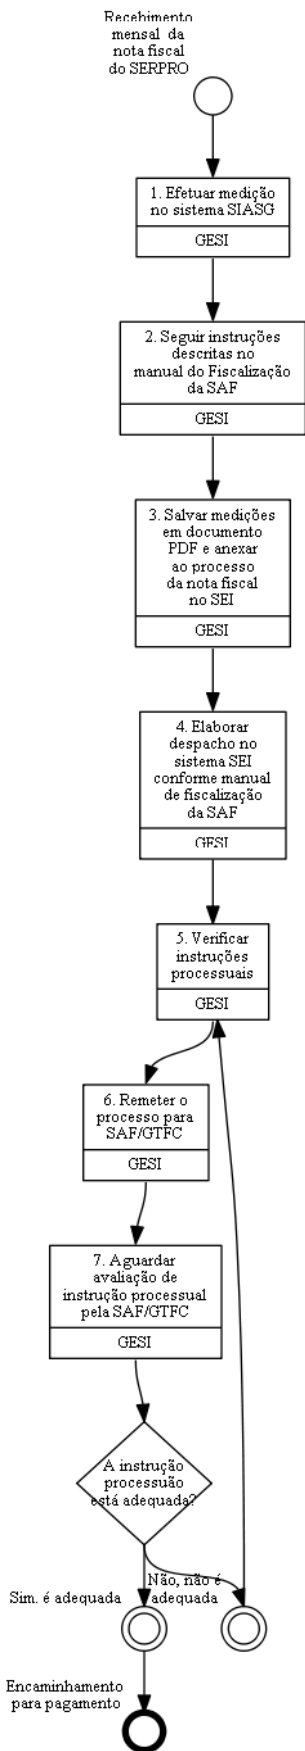 Recebimento
mensal da
nota fiscal
do SERPRO
1. Efetuar medição
no sistema SIASG
GESI
2. Seguir instruções
descritas no
manual do Fiscalização
da SAF
GESI
3. Salvar medições
em documento
PDF e anexar
ao processo
da nota fiscal
no SEI
GESI
4. Elaborar
despacho no
sistema SEI
conforme manual
de fiscalização
da SAF
GESI
5. Verificar
instruções
processuais
GESI
6. Remeter o
processo para
SAF/GTFC
GESI
7. Aguardar
avaliação de
instrução processual
pela SAF/GTFC
GESI
A instrução
processuão
está adequada?
Sim. é adequada
Não, não é
adequada
Encaminhamento
para pagamento